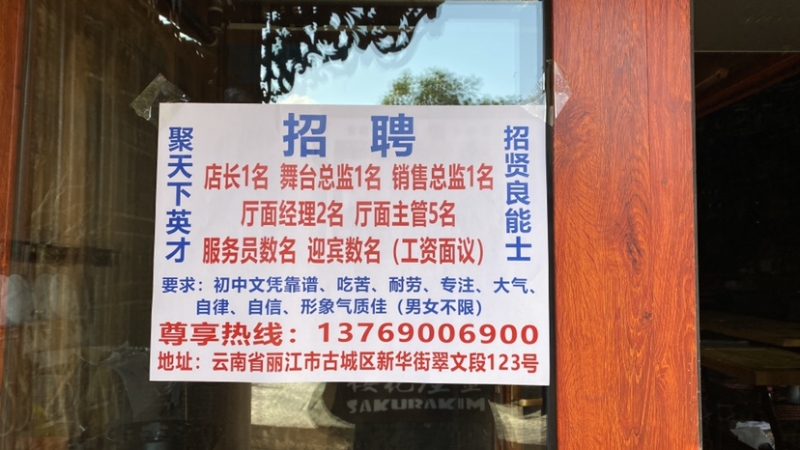 招 聘
聚天下英才
店长1名 舞台总监1名 销售总监1名
厅面经理2名 厅面主管5名
服务员数名 迎宾数名（工资面议）
招贤良能士
要求：初中文凭靠谱、吃苦、耐劳、专注、大气、
自律、自信、形象气质佳（男女不限）
尊享热线：13769006900
地址：云南省丽江市古城区新华街翠文段123号
SAKURAKIM